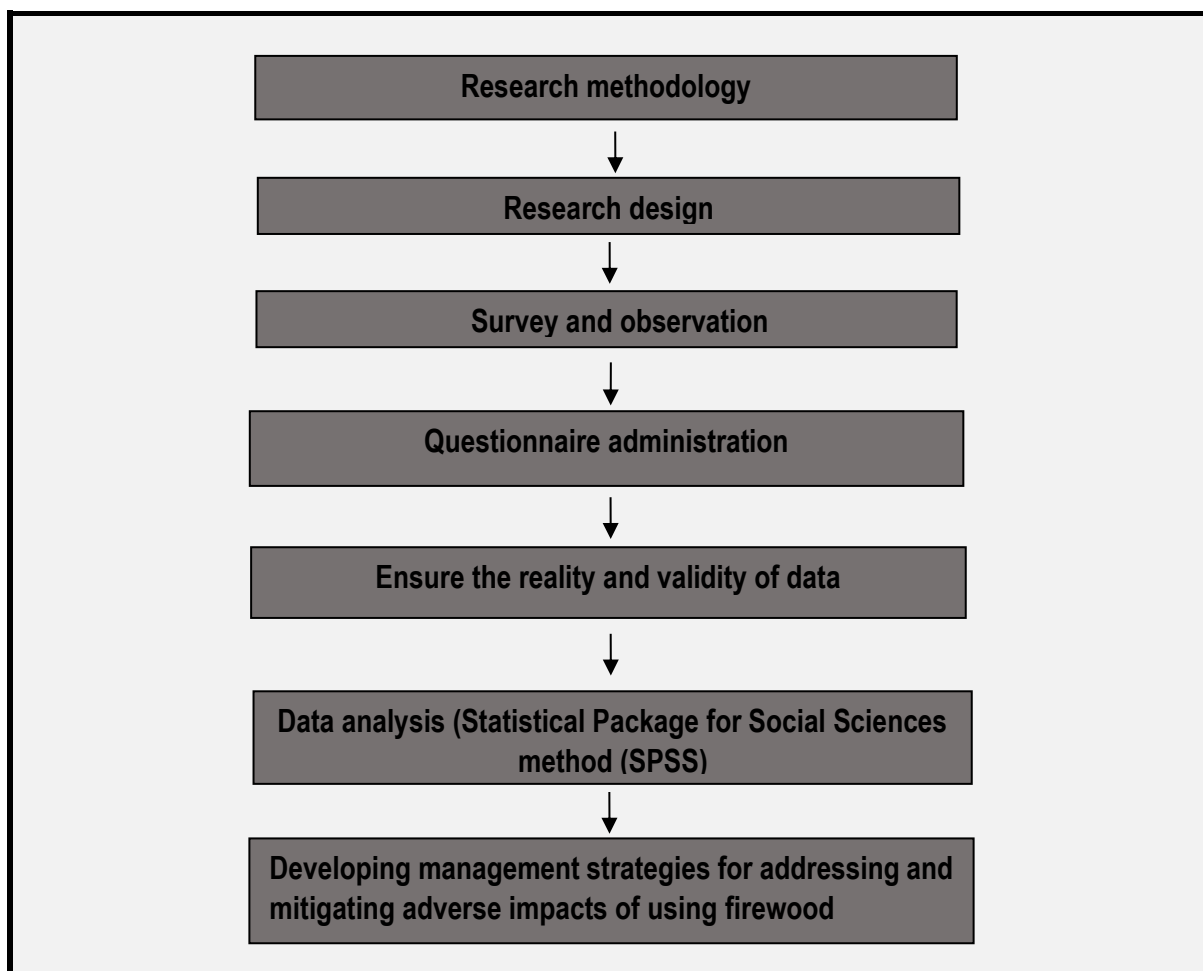 Research methodology
Research design
Survey and observation
Questionnaire administration
Ensure the reality and validity of data
Data analysis (Statistical Package for Social Sciences
method (SPSS)
Developing management strategies for addressing and
mitigating adverse impacts of using firewood